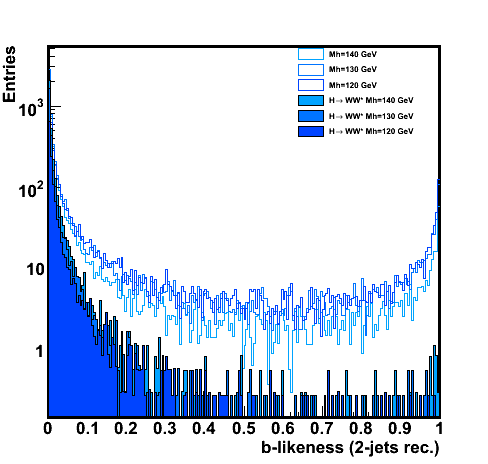 Entries
Mh=140 GeV
Mh=130 GeV
Mh=120 GeV
H→ WW* Mh=140 GeV
H→ WW* Mh=130 GeV
H→ WW* Mh=120 GeV
10³
10²
10
1
0 0.1 0.2 0.3 0.4 0.5 0.6 0.7 0.8 0.9 1
b-likeness (2-jets rec.)